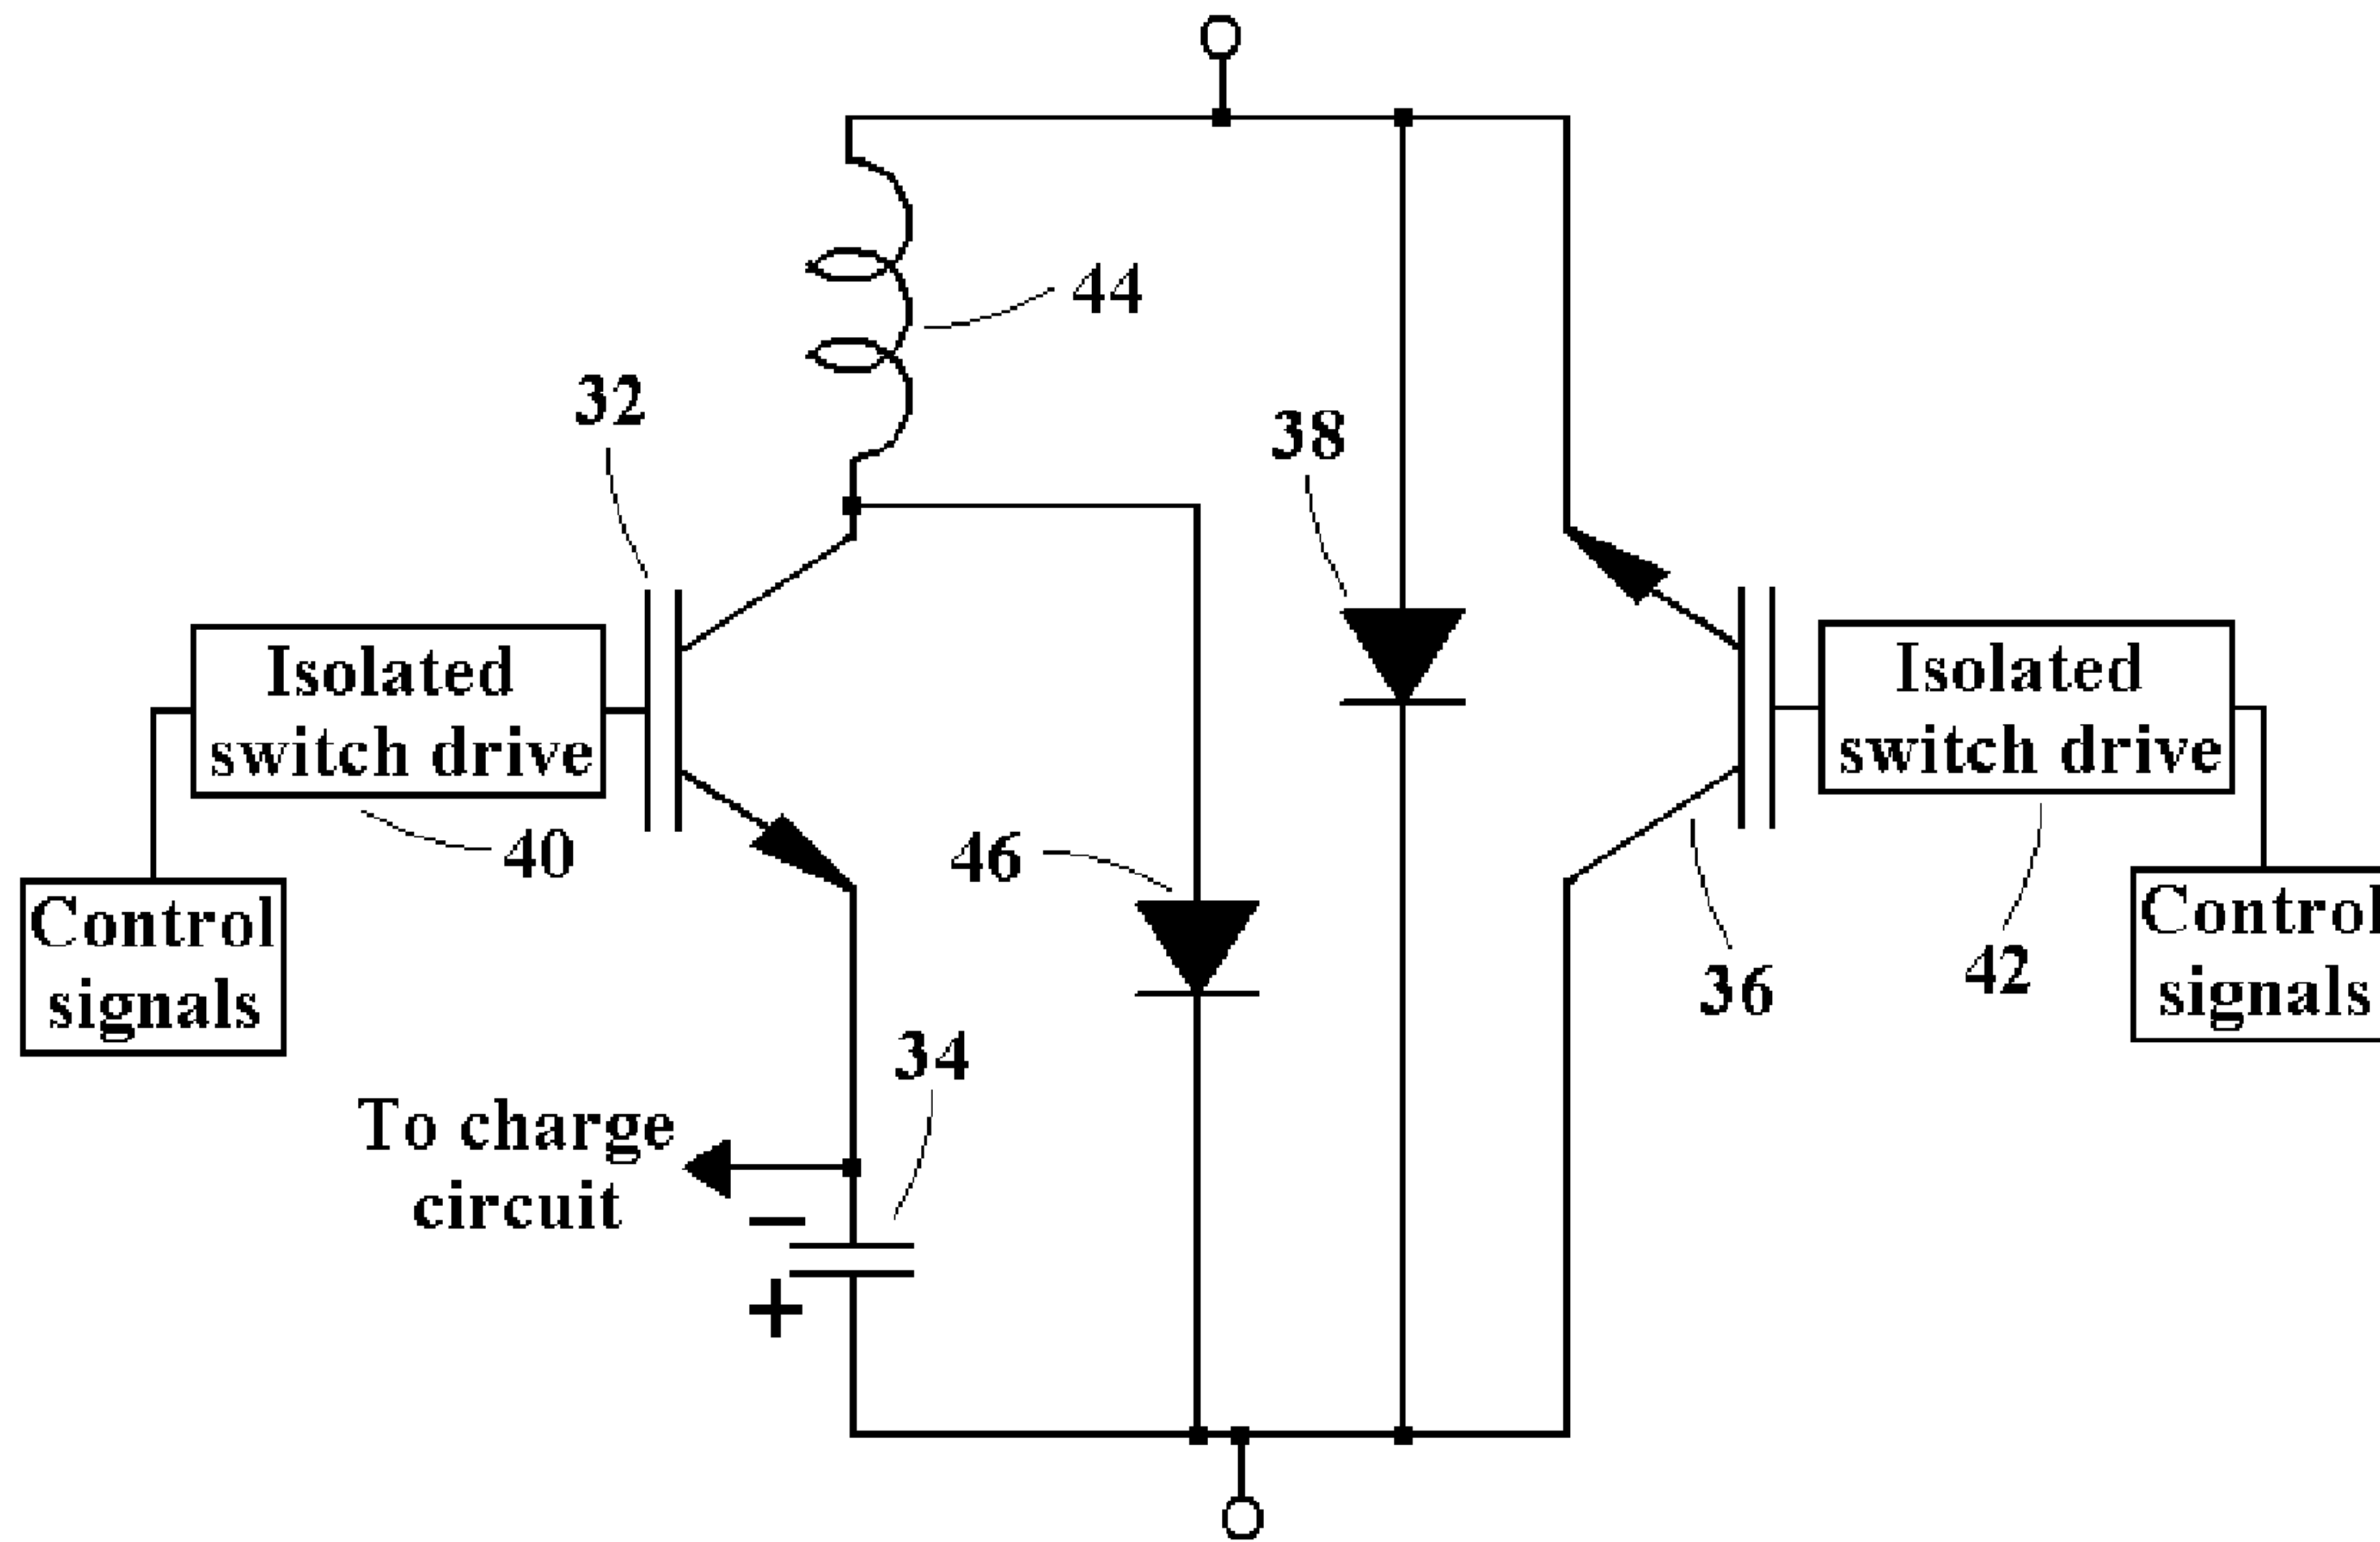 44
32
38
Isolated
switch drive
Isolated
switch drive
40
46
Control
signals
Control
signals
36
42
34
To charge
circuit
−
+